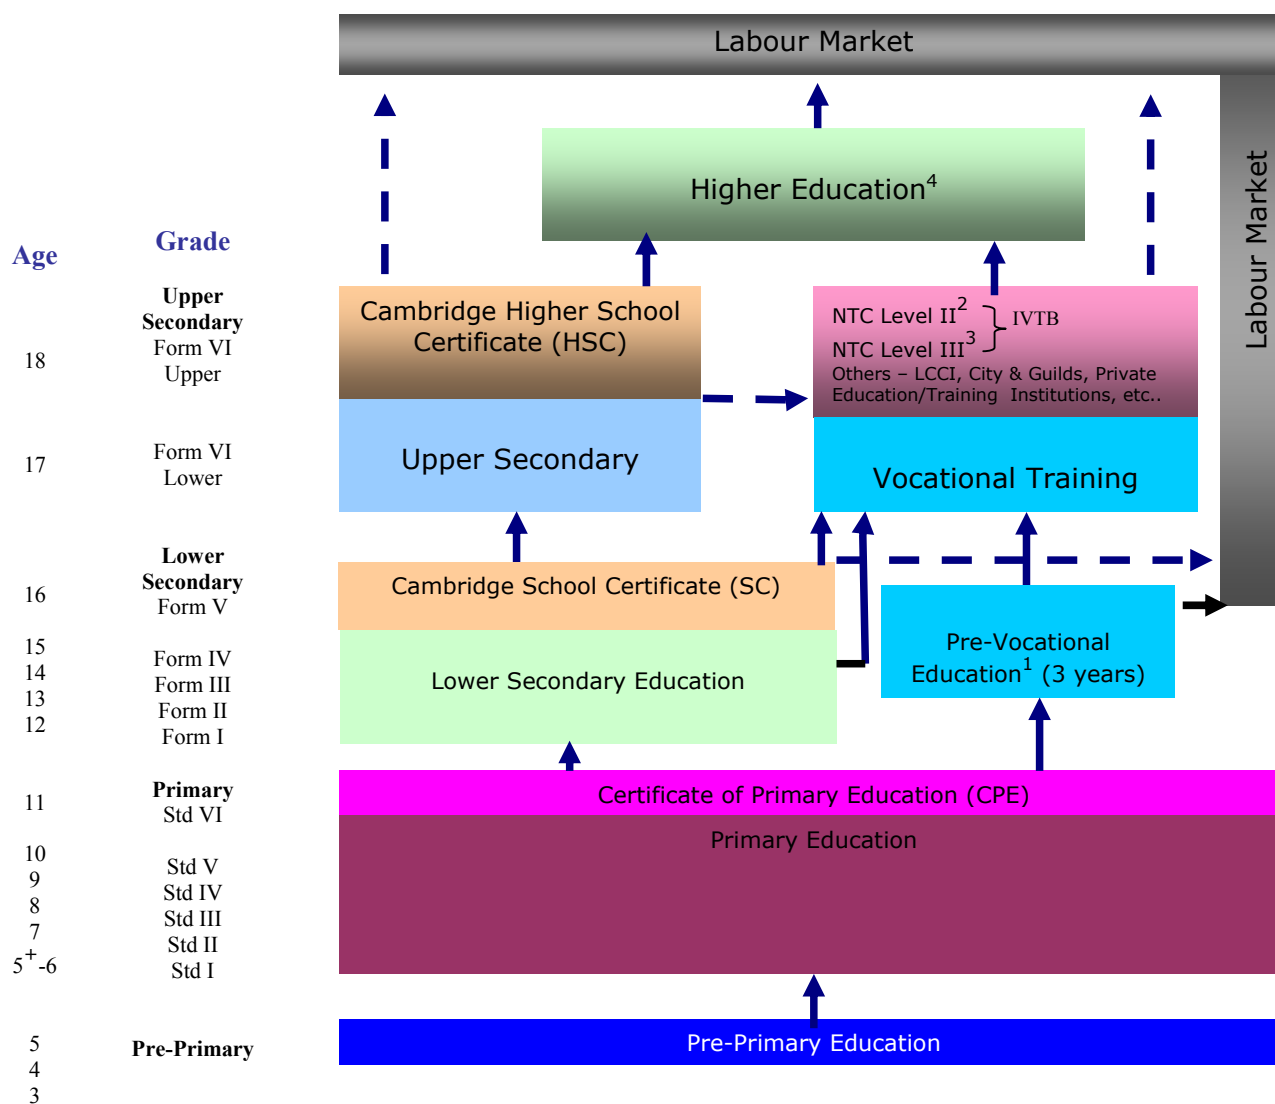 Labour Market
Labour Market
Higher Education4
Age
Grade
Upper
Secondary
18
Form VI
Upper
Cambridge Higher School
Certificate (HSC)
NTC Level II2
IVTB
NTC Level III3
Others – LCCI, City & Guilds, Private
Education/Training Institutions, etc..
17
Form VI
Lower
Upper Secondary
Vocational Training
Lower
Secondary
16
Form V
Cambridge School Certificate (SC)
15
Form IV
14
Form III
13
Form II
12
Form I
Lower Secondary Education
Pre-Vocational
Education1 (3 years)
Primary
11
Std VI
Certificate of Primary Education (CPE)
Primary Education
10
Std V
9
Std IV
8
Std III
7
Std II
5+-6
Std I
5
Pre-Primary
Pre-Primary Education
4
3